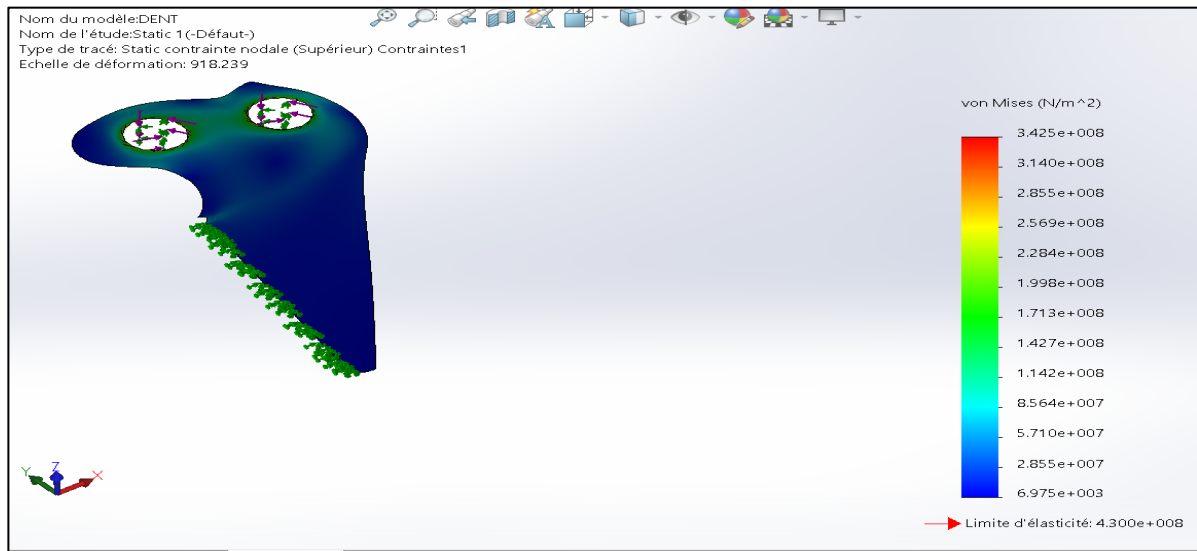 Nom du modèle:DENT
Nom de l'étude:Static 1(-Défaut-)
Type de tracé: Static contrainte nodale (Supérieur) Contraintes1
Echelle de déformation: 918.239
von Mises (N/m^2)
3.425e+008
3.140e+008
2.855e+008
2.569e+008
2.284e+008
1.998e+008
1.713e+008
1.427e+008
1.142e+008
8.564e+007
5.710e+007
2.855e+007
6.975e+003
Limite d'élasticité: 4.300e+008
Y
Z
X